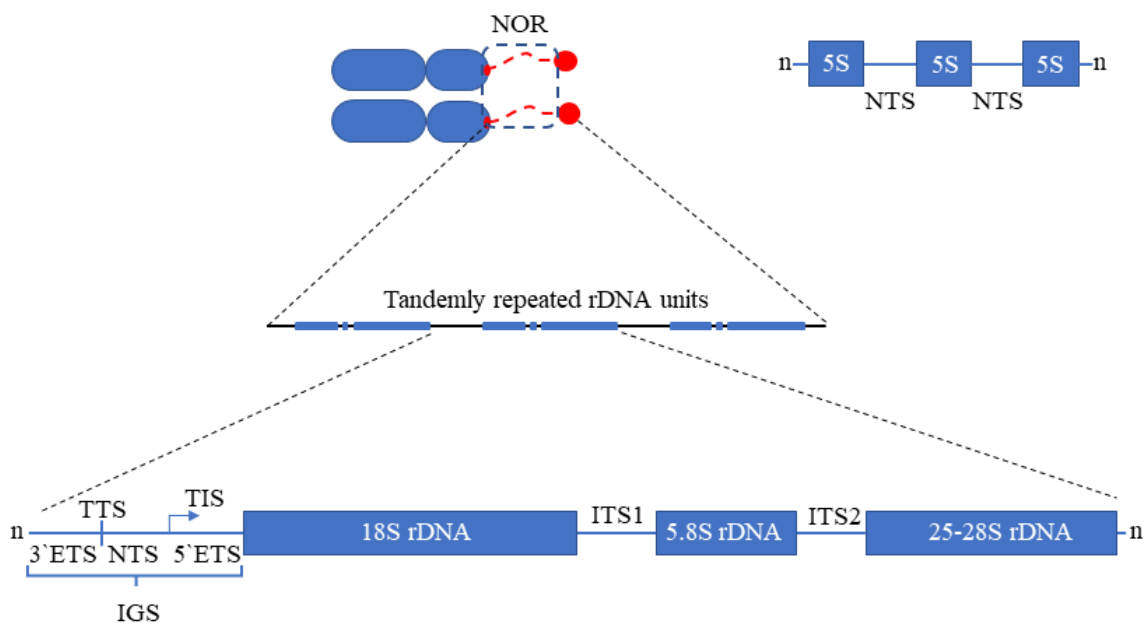 NOR
n 5S 5S 5S n
NTS NTS
Tandemly repeated rDNA units
TIS
TTS
ITS1 ITS2
n 18S rDNA 5.8S rDNA 25-28S rDNA n
3`ETS NTS 5`ETS
IGS